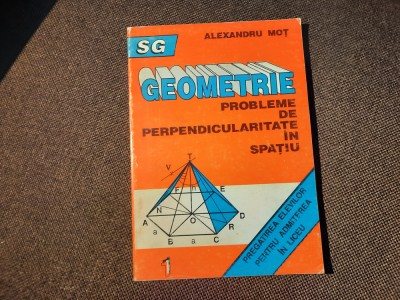 SG
ALEXANDRU MOȚ
GEOMETRIE
PROBLEME
DE
PERPENDICULARITATE
ÎN
SPAȚIU
V
T
F
E
N
A
O
D
a
R
B
a
C
PREGĂTIREA ELEVILOR
PENTRU ADMITEREA
ÎN LICEU
1